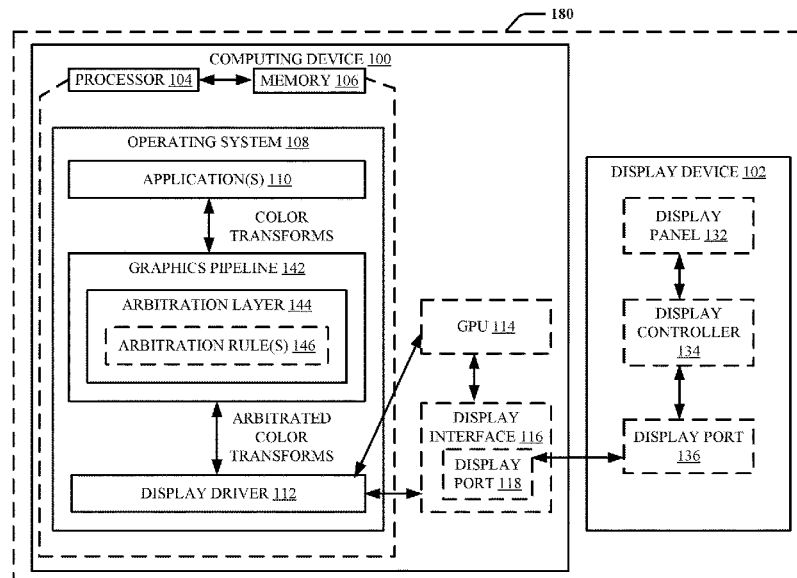 180
COMPUTING DEVICE 100
PROCESSOR 104
MEMORY 106
OPERATING SYSTEM 108
APPLICATION(S) 110
COLOR
TRANSFORMS
GRAPHICS PIPELINE 142
ARBITRATION LAYER 144
ARBITRATION RULE(S) 146
ARBITRATED
COLOR
TRANSFORMS
DISPLAY DRIVER 112
GPU 114
DISPLAY
INTERFACE 116
DISPLAY
PORT 118
DISPLAY DEVICE 102
DISPLAY
PANEL 132
DISPLAY
CONTROLLER
134
DISPLAY PORT
136